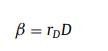 β = r_D D